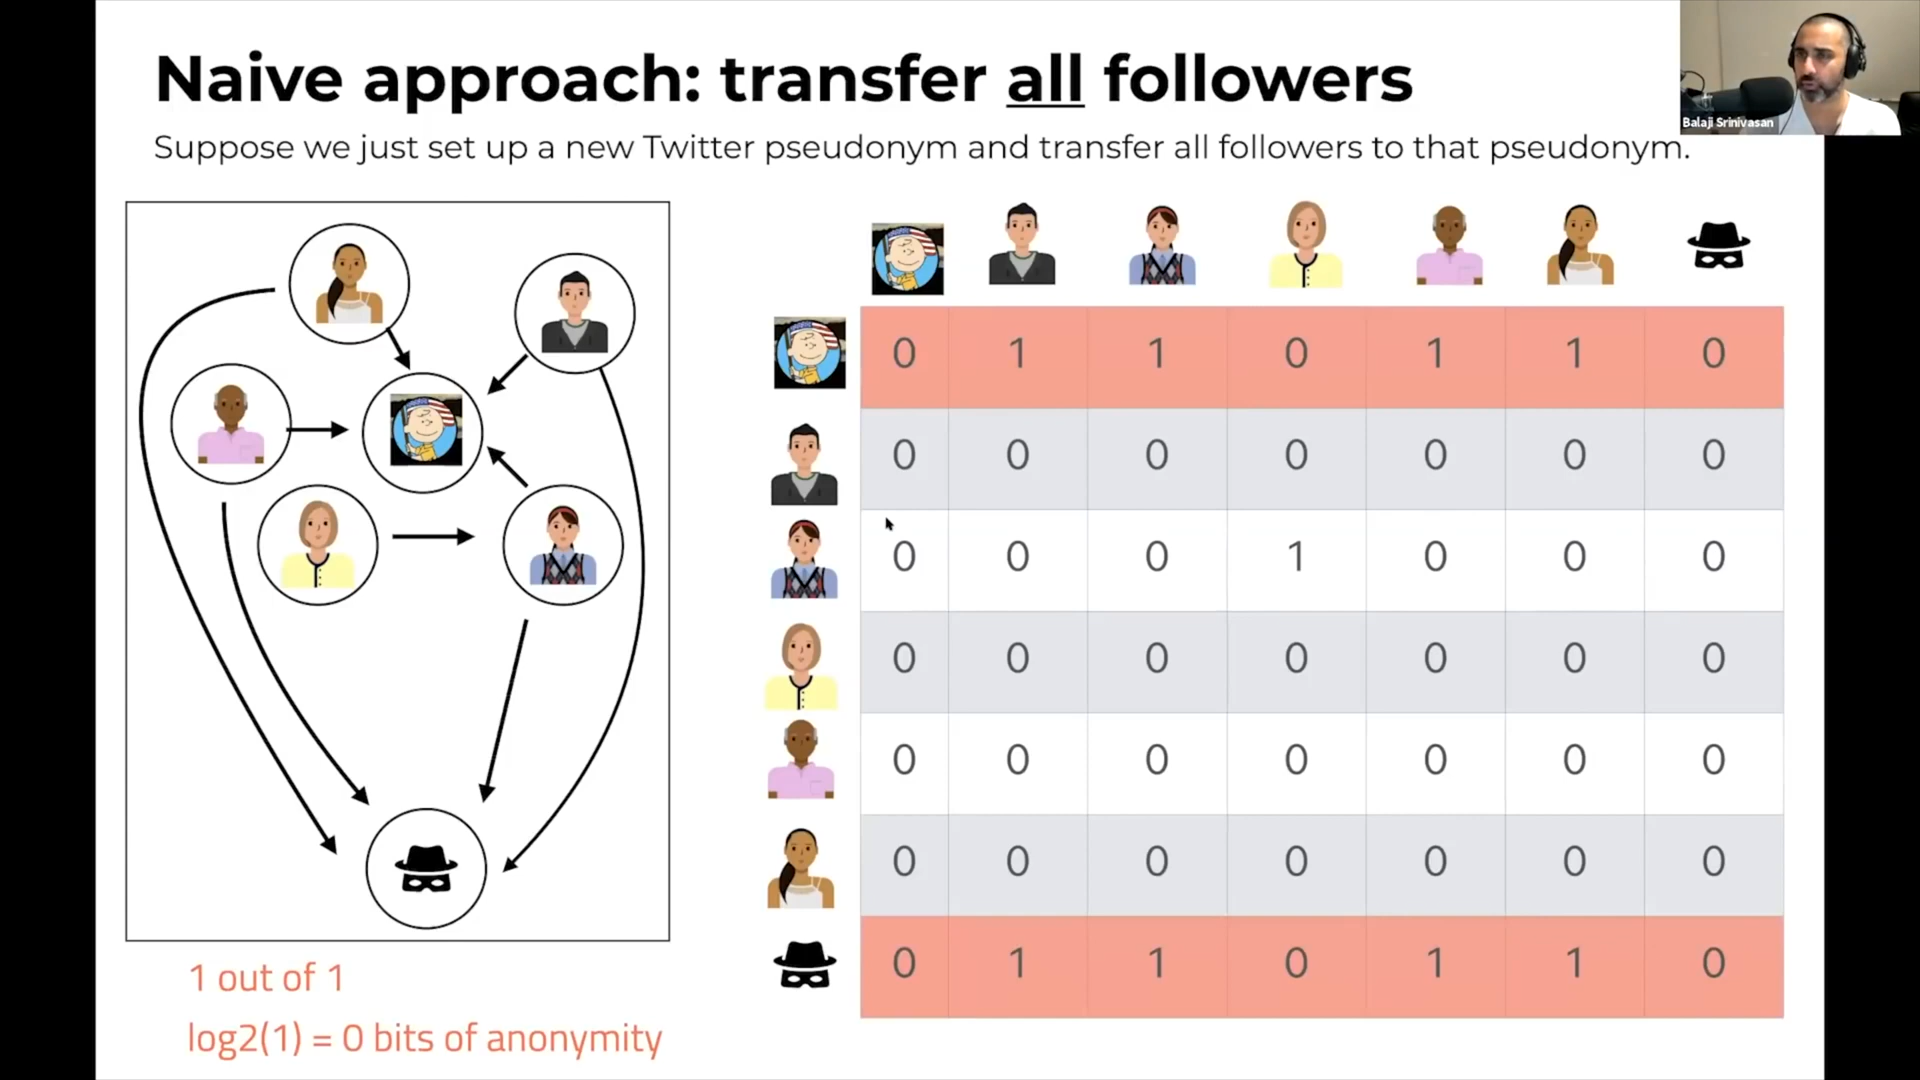 Naive approach: transfer all followers
Balaji Srinivasan
Suppose we just set up a new Twitter pseudonym and transfer all followers to that pseudonym.
0 1 1 0 1 1 0
0 0 0 0 0 0 0
0 0 0 1 0 0 0
0 0 0 0 0 0 0
0 0 0 0 0 0 0
0 0 0 0 0 0 0
0 1 1 0 1 1 0
1 out of 1
log2(1) = 0 bits of anonymity